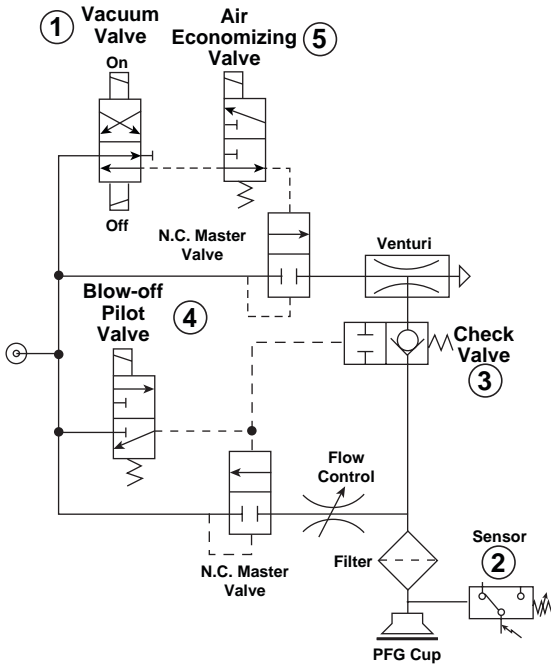 1
Vacuum
Valve
On
Off
Air
Economizing
Valve
5
N.C. Master
Valve
Venturi
Blow-off
Pilot
Valve
4
Check
Valve
3
Flow
Control
N.C. Master
Valve
Filter
Sensor
2
PFG Cup